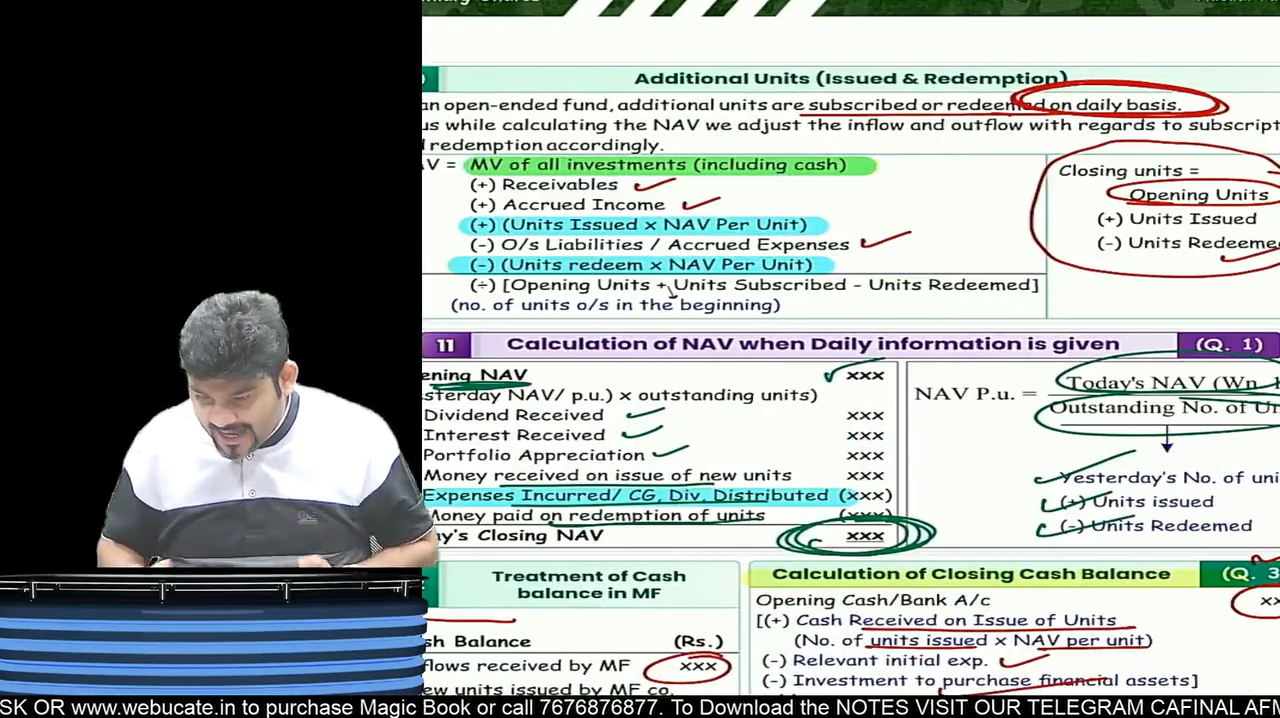 Additional Units (Issued & Redemption)
an open-ended fund, additional units are subscribed or redeemed on daily basis.
us while calculating the NAV we adjust the inflow and outflow with regards to subscript
redemption accordingly.
AV = MV of all investments (including cash)
(+) Receivables
(+) Accrued Income
(+) (Units Issued x NAV Per Unit)
(-) O/s Liabilities / Accrued Expenses
(-) (Units redeem x NAV Per Unit)
(÷) [Opening Units + Units Subscribed - Units Redeemed]
(no. of units o/s in the beginning)
Closing units =
Opening Units
(+) Units Issued
(-) Units Redeemed
11 Calculation of NAV when Daily information is given (Q. 1)
ening NAV xxx
sterday NAV/ p.u.) x outstanding units)
Dividend Received xxx
Interest Received xxx
Portfolio Appreciation xxx
Money received on issue of new units xxx
Expenses Incurred/ CG, Div, Distributed (xxx)
Money paid on redemption of units (xxx)
y's Closing NAV xxx
NAV P.u. = Today's NAV (Wn. 1
Outstanding No. of Un
Yesterday's No. of uni
(+) Units issued
(-) Units Redeemed
Treatment of Cash
balance in MF
sh Balance (Rs.)
flows received by MF xxx
ew units issued by MF co.
Calculation of Closing Cash Balance (Q. 3
Opening Cash/Bank A/c xx
[(+) Cash Received on Issue of Units
(No. of units issued x NAV per unit)
(-) Relevant initial exp.
(-) Investment to purchase financial assets]
SK OR www.webucate.in to purchase Magic Book or call 7676876877. To Download the NOTES VISIT OUR TELEGRAM CAFINAL AFM